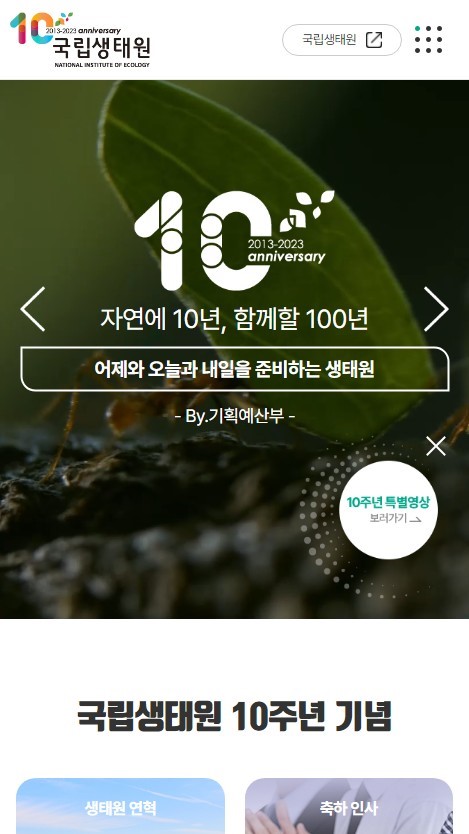 10
2013-2023 anniversary
국립생태원
NATIONAL INSTITUTE OF ECOLOGY
국립생태원
10
2013-2023
anniversary
자연에 10년, 함께할 100년
어제와 오늘과 내일을 준비하는 생태원
- By.기획예산부 -
10주년 특별영상
보러가기
국립생태원 10주년 기념
생태원 연혁
축하 인사